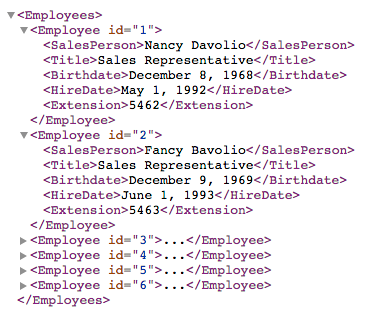 <Employees>
<Employee id="1">
<SalesPerson>Nancy Davolio</SalesPerson>
<Title>Sales Representative</Title>
<Birthdate>December 8, 1968</Birthdate>
<HireDate>May 1, 1992</HireDate>
<Extension>5462</Extension>
</Employee>
<Employee id="2">
<SalesPerson>Fancy Bavolio</SalesPerson>
<Title>Sales Representative</Title>
<Birthdate>December 9, 1969</Birthdate>
<HireDate>June 1, 1993</HireDate>
<Extension>5463</Extension>
</Employee>
<Employee id="3">...</Employee>
<Employee id="4">...</Employee>
<Employee id="5">...</Employee>
<Employee id="6">...</Employee>
</Employees>